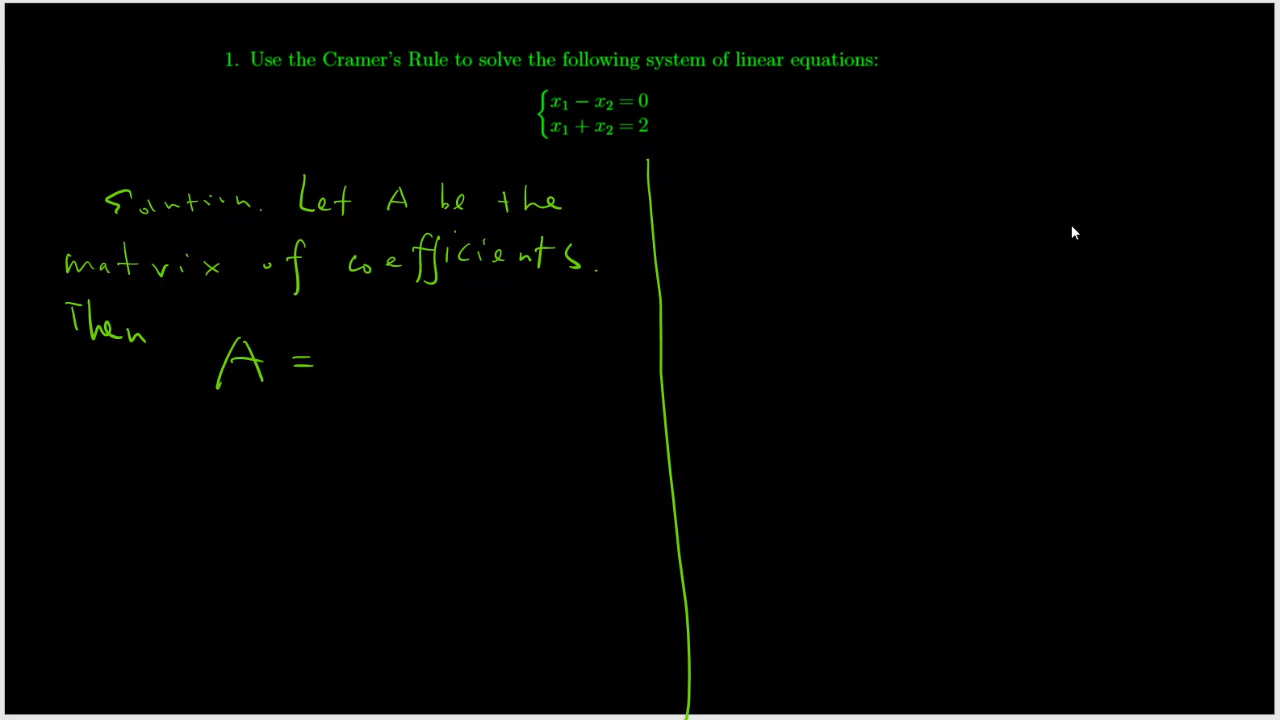 1. Use the Cramer's Rule to solve the following system of linear equations:
{x₁ − x₂ = 0
x₁ + x₂ = 2
Solution. Let A be the
matrix of coefficients.
Then
A =